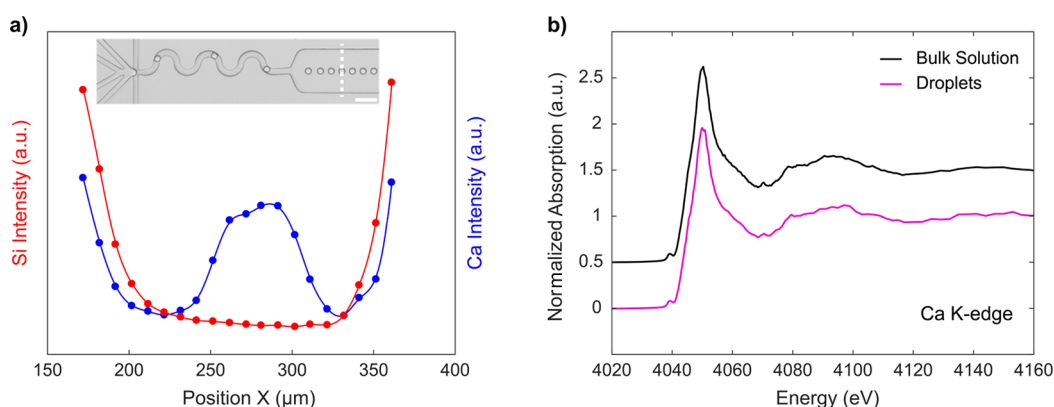 a)
Si Intensity (a.u.)
Ca Intensity (a.u.)
150 200 250 300 350 400
Position X (µm)
b)
Normalized Absorption (a.u.)
2.5
2
1.5
1
0.5
0
Bulk Solution
Droplets
Ca K-edge
4020 4040 4060 4080 4100 4120 4140 4160
Energy (eV)